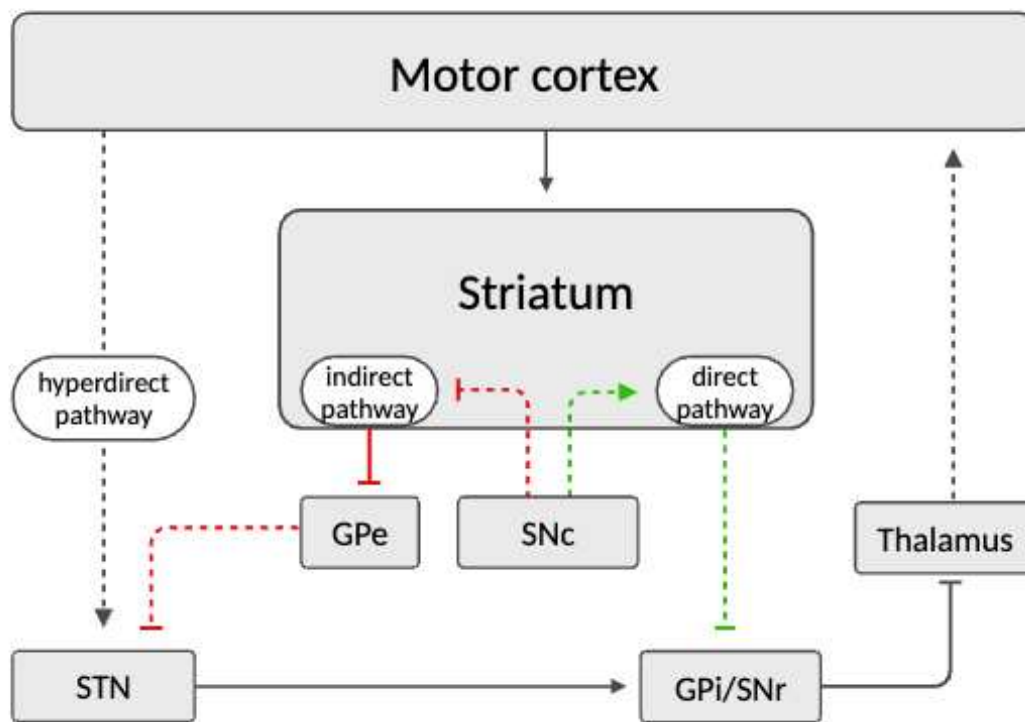 Motor cortex
Striatum
hyperdirect
pathway
indirect
pathway
direct
pathway
GPe
SNc
Thalamus
STN
GPi/SNr